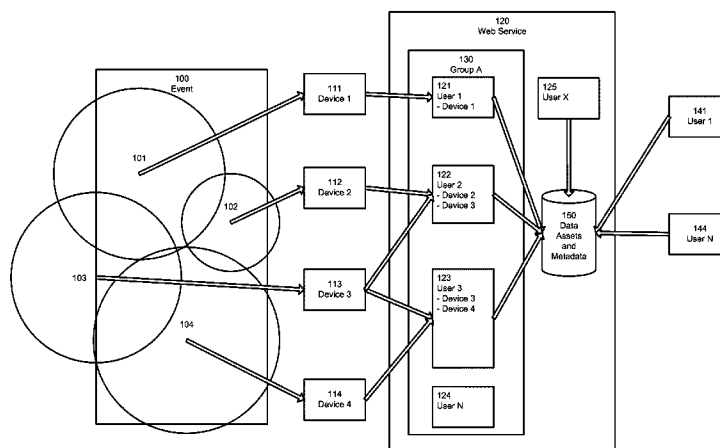 120
Web Service
130
Group A
100
Event
111
Device 1
121
User 1
- Device 1
125
User X
141
User 1
101
112
Device 2
122
User 2
- Device 2
- Device 3
102
150
Data
Assets
and
Metadata
144
User N
103
113
Device 3
123
User 3
- Device 3
- Device 4
104
114
Device 4
124
User N